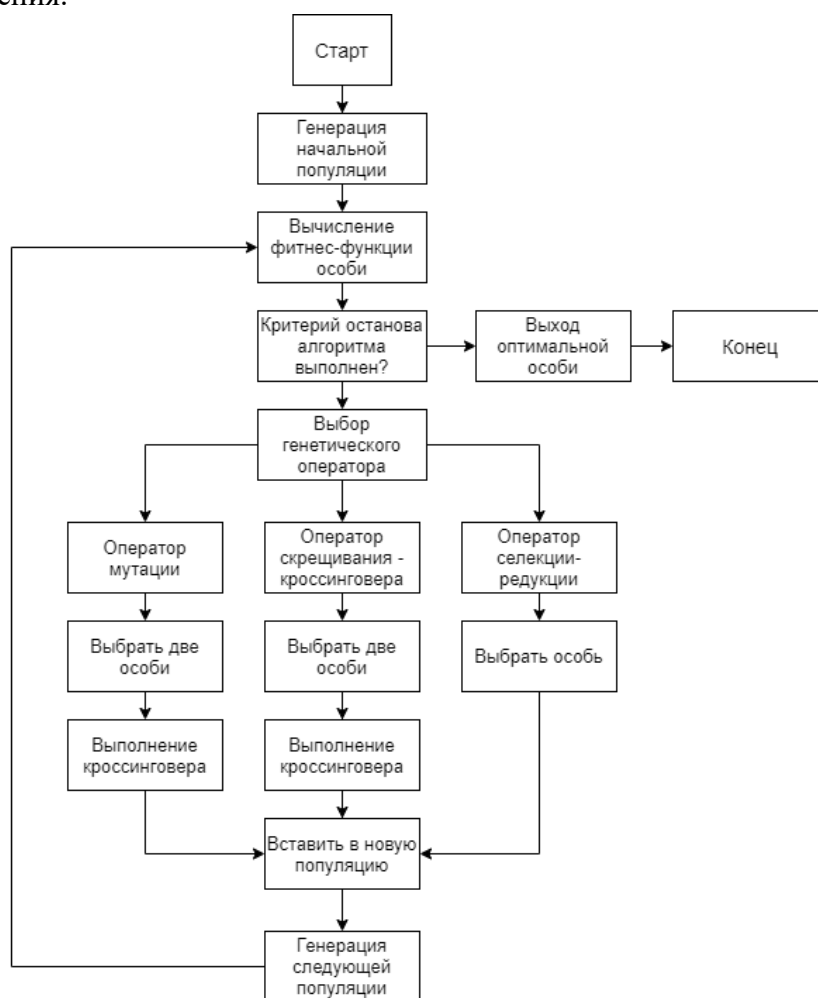 Старт
Генерация
начальной
популяции
Вычисление
фитнес-функции
особи
Критерий останова
алгоритма
выполнен?
Выход
оптимальной
особи
Конец
Выбор
генетического
оператора
Оператор
мутации
Оператор
скрещивания -
кроссинговера
Оператор
селекции-
редукции
Выбрать две
особи
Выбрать две
особи
Выбрать особь
Выполнение
кроссинговера
Выполнение
кроссинговера
Вставить в новую
популяцию
Генерация
следующей
популяции